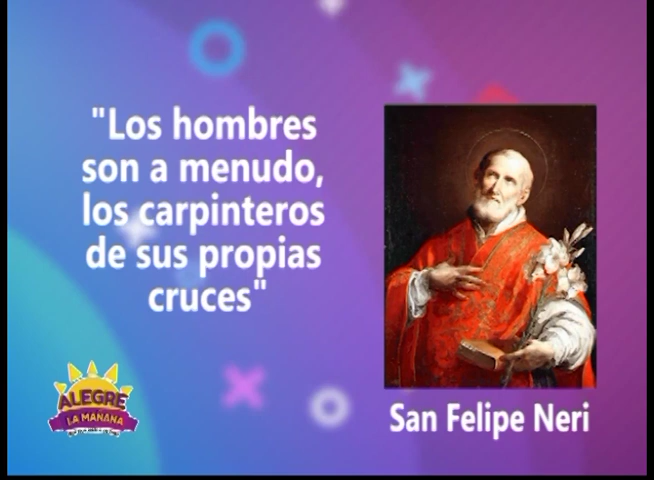 "Los hombres
son a menudo,
los carpinteros
de sus propias
cruces"
San Felipe Neri
ALEGRE
LA MAÑANA